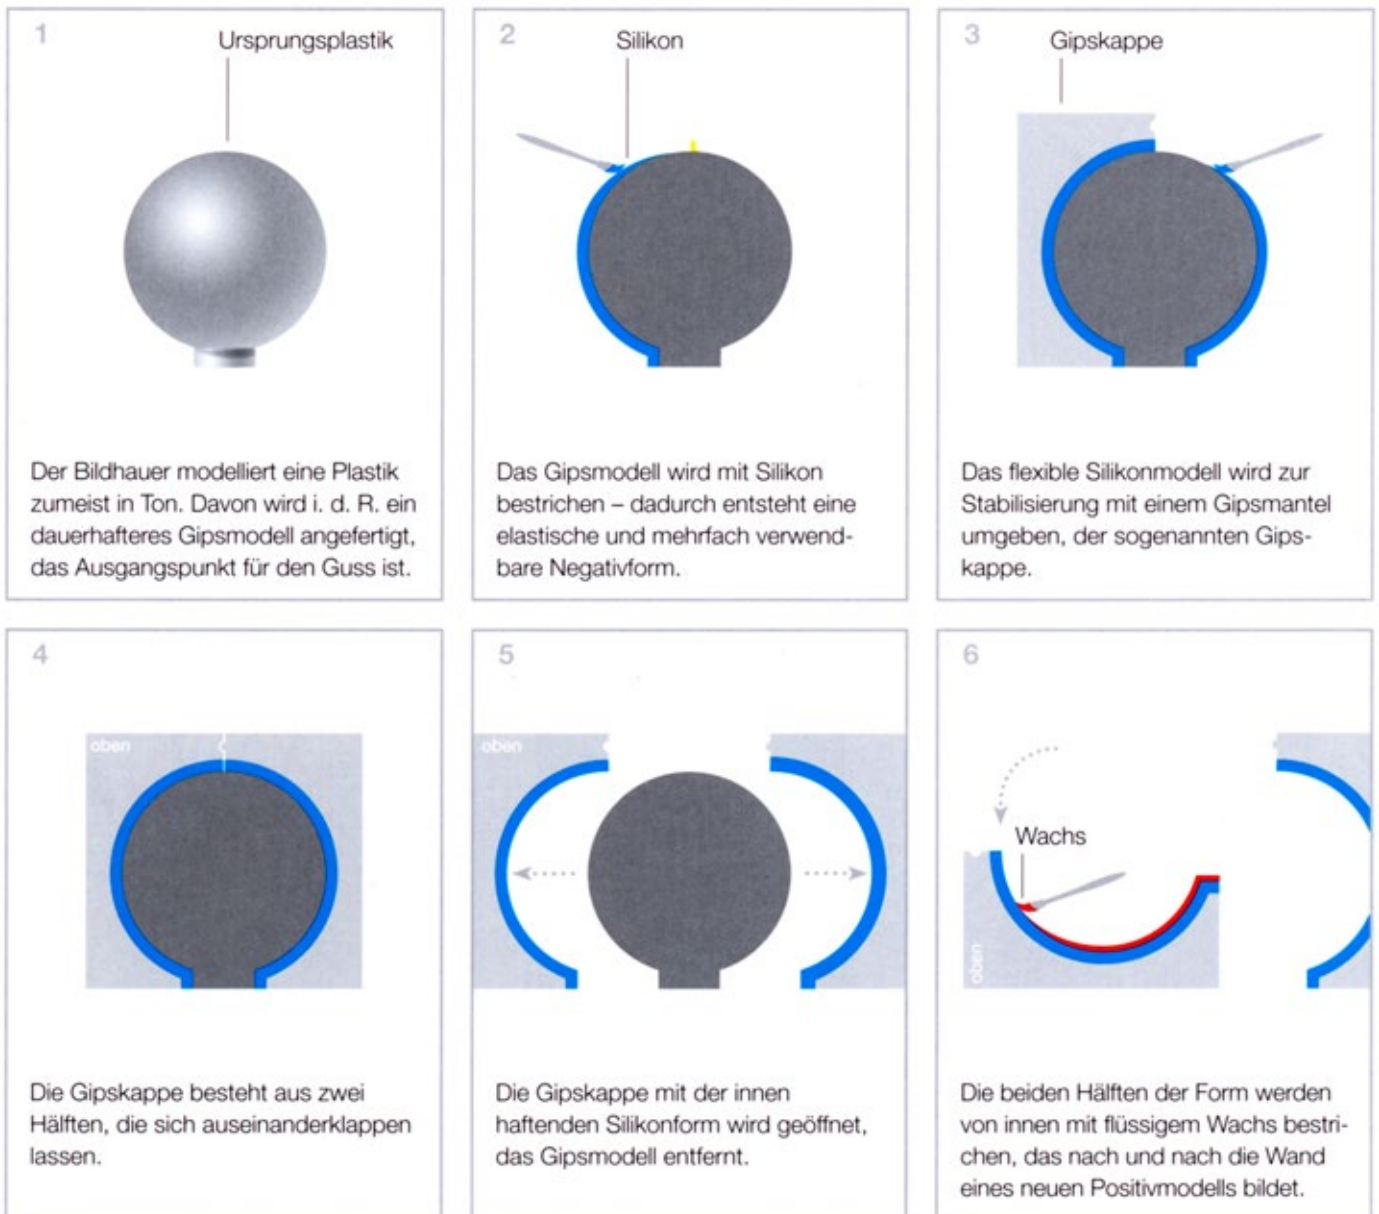 1
Ursprungsplastik
Der Bildhauer modelliert eine Plastik
zumeist in Ton. Davon wird i. d. R. ein
dauerhafteres Gipsmodell angefertigt,
das Ausgangspunkt für den Guss ist.
2
Silikon
Das Gipsmodell wird mit Silikon
bestrichen – dadurch entsteht eine
elastische und mehrfach verwend-
bare Negativform.
3
Gipskappe
Das flexible Silikonmodell wird zur
Stabilisierung mit einem Gipsmantel
umgeben, der sogenannten Gips-
kappe.
4
oben
Die Gipskappe besteht aus zwei
Hälften, die sich auseinanderklappen
lassen.
5
oben
Die Gipskappe mit der innen
haftenden Silikonform wird geöffnet,
das Gipsmodell entfernt.
6
Wachs
oben
Die beiden Hälften der Form werden
von innen mit flüssigem Wachs bestri-
chen, das nach und nach die Wand
eines neuen Positivmodells bildet.